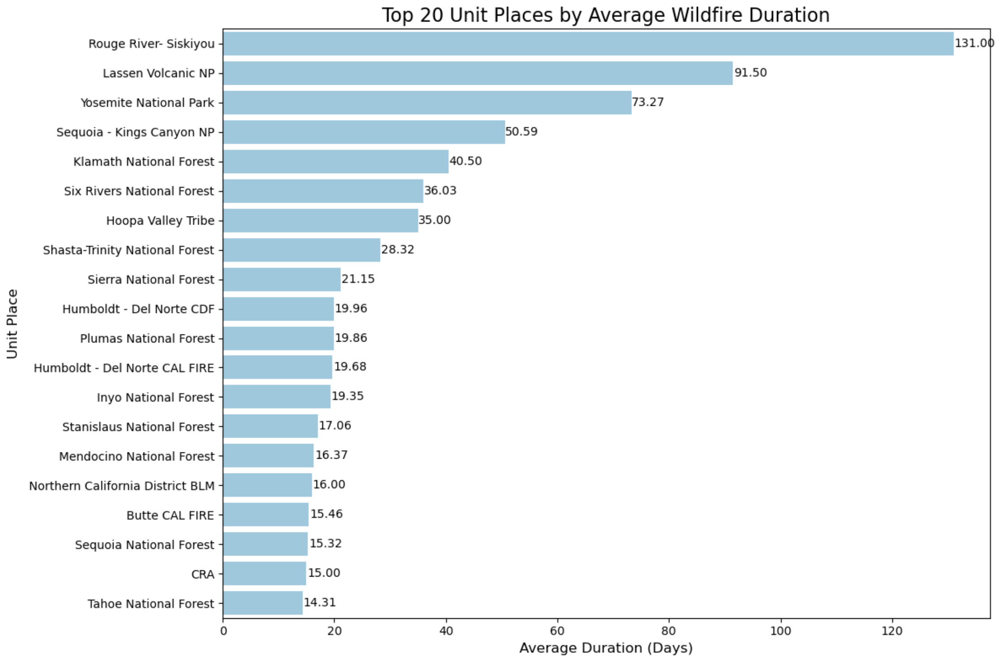 Top 20 Unit Places by Average Wildfire Duration
Unit Place
Rouge River- Siskiyou 131.00
Lassen Volcanic NP 91.50
Yosemite National Park 73.27
Sequoia - Kings Canyon NP 50.59
Klamath National Forest 40.50
Six Rivers National Forest 36.03
Hoopa Valley Tribe 35.00
Shasta-Trinity National Forest 28.32
Sierra National Forest 21.15
Humboldt - Del Norte CDF 19.96
Plumas National Forest 19.86
Humboldt - Del Norte CAL FIRE 19.68
Inyo National Forest 19.35
Stanislaus National Forest 17.06
Mendocino National Forest 16.37
Northern California District BLM 16.00
Butte CAL FIRE 15.46
Sequoia National Forest 15.32
CRA 15.00
Tahoe National Forest 14.31
0 20 40 60 80 100 120
Average Duration (Days)